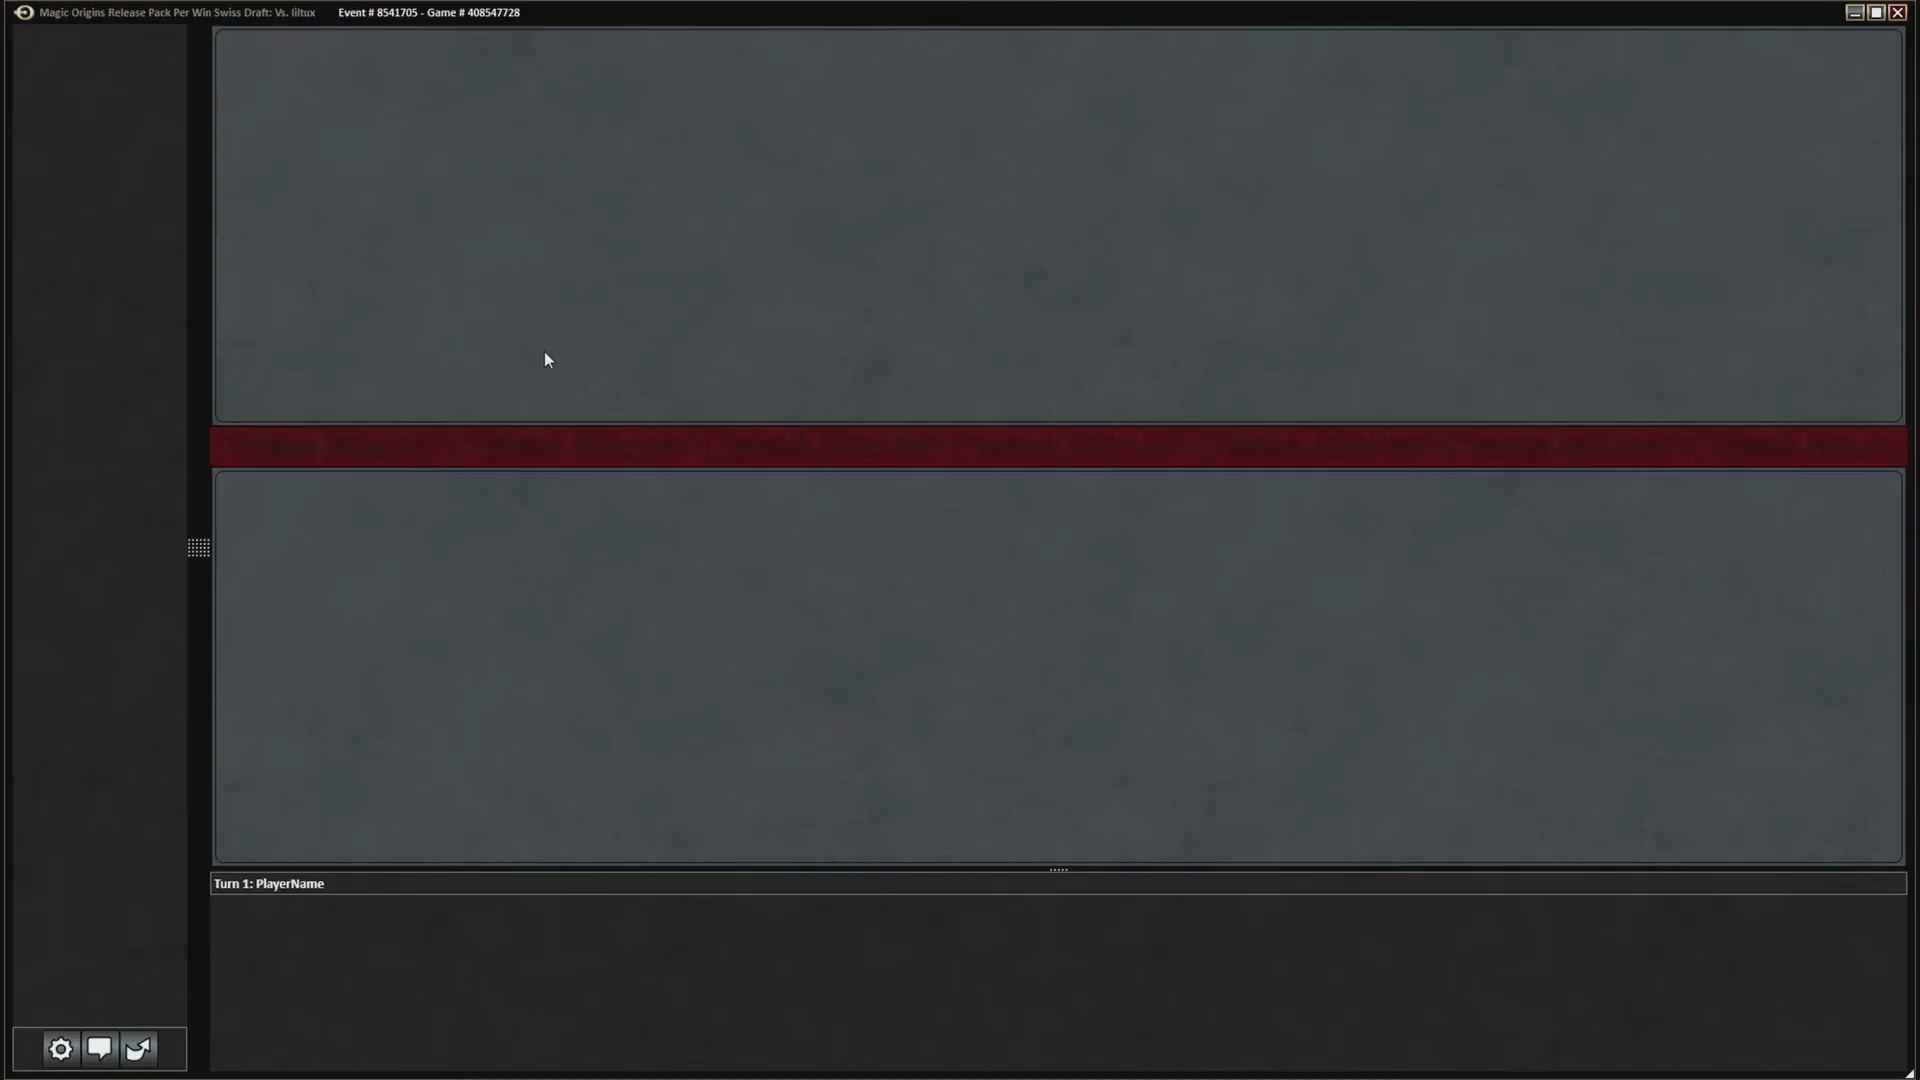 Magic Origins Release Pack Per Win Swiss Draft: Vs. liltux Event # 8541705 - Game # 408547728
Turn 1: PlayerName